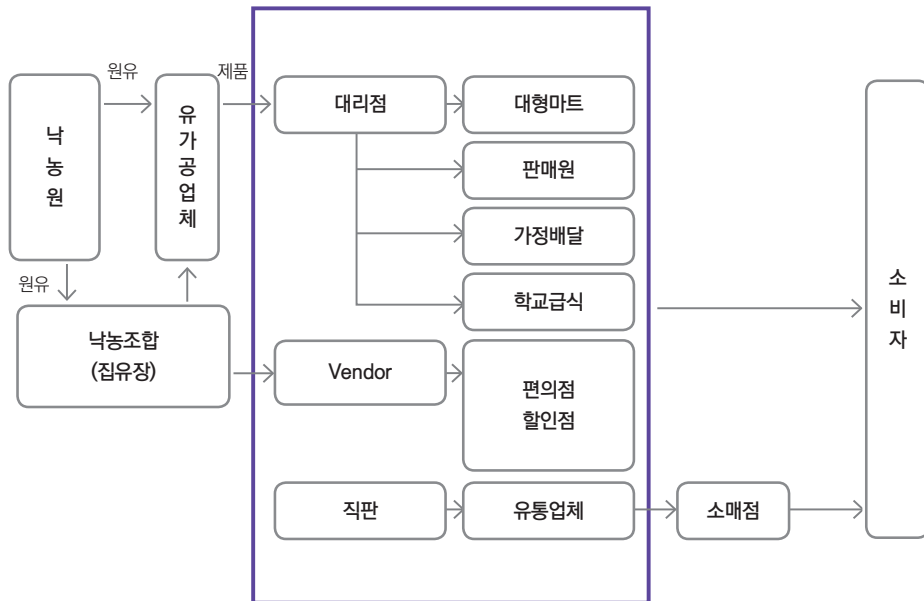 원유
제품
낙
농
원
유
가
공
업
체
대리점
대형마트
판매원
가정배달
학교급식
원유
낙농조합
(집유장)
Vendor
편의점
할인점
직판
유통업체
소매점
소
비
자